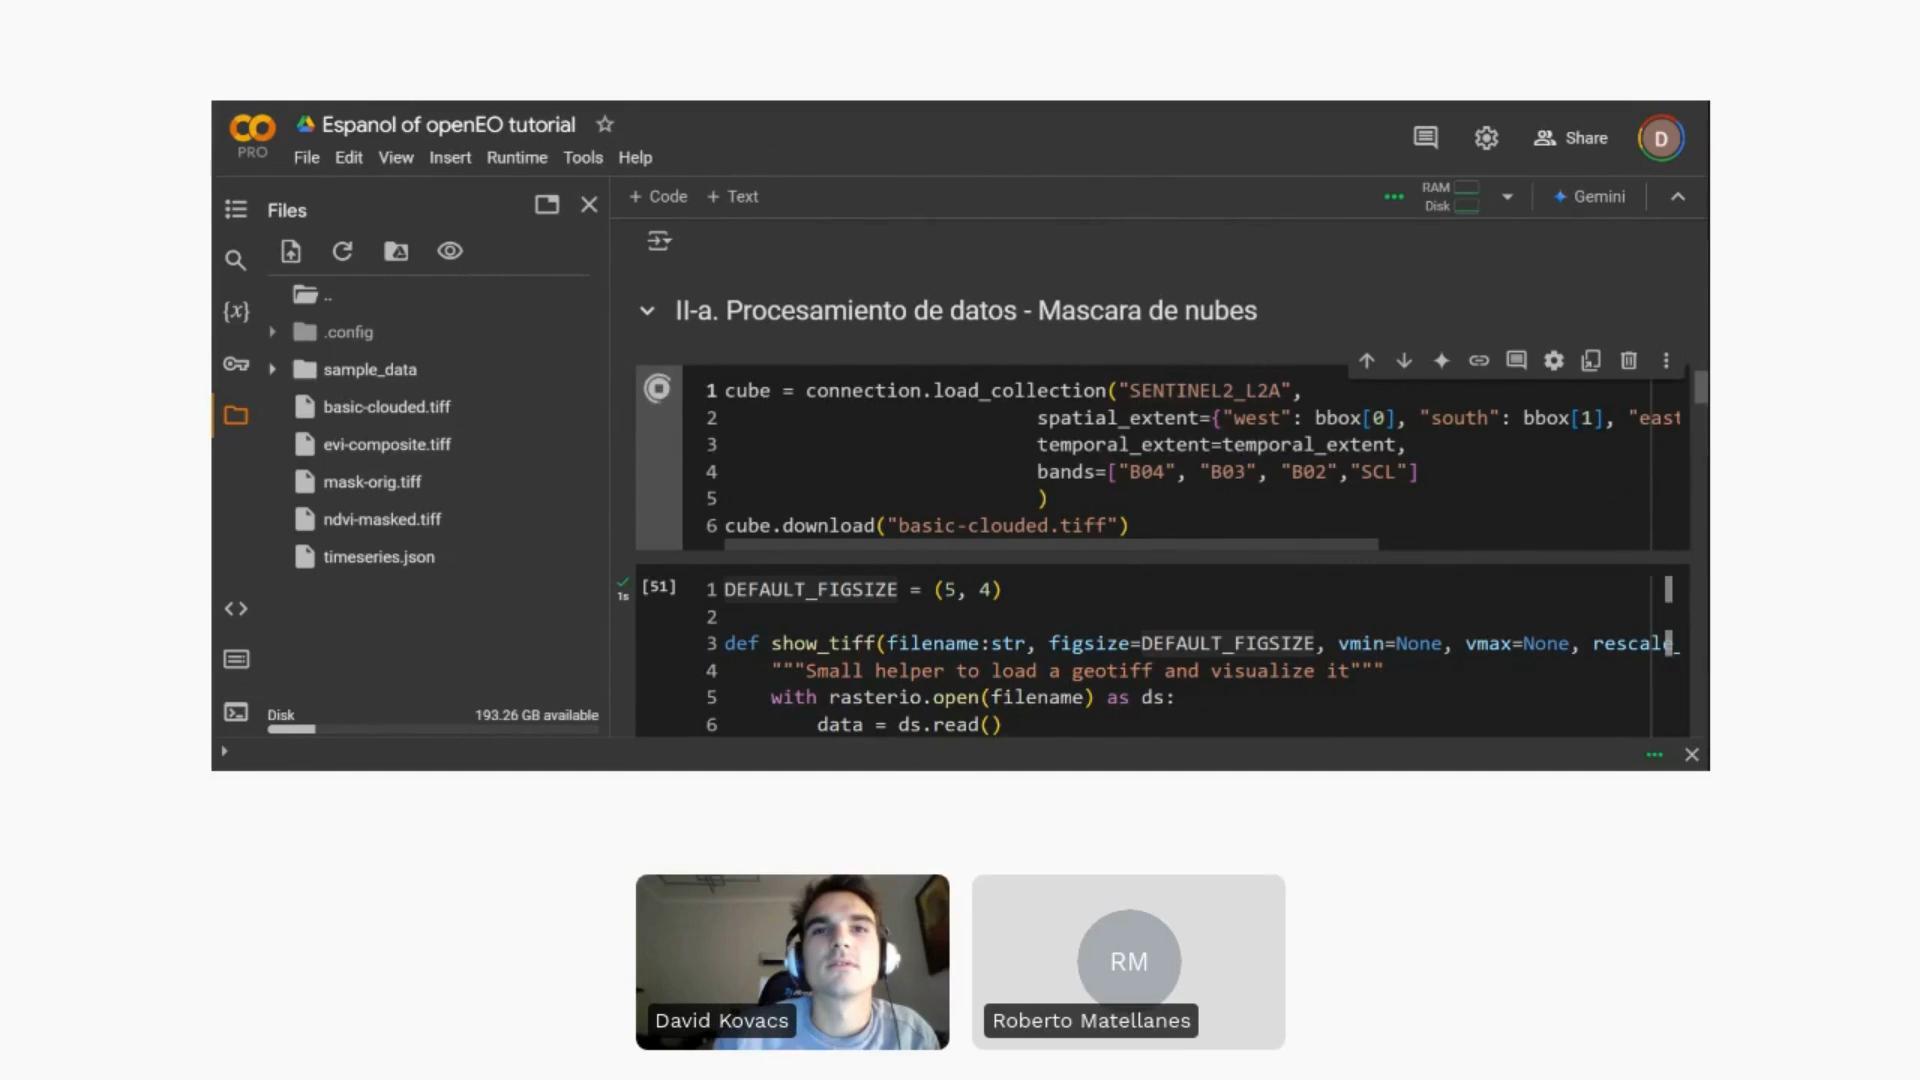 PRO
Espanol of openEO tutorial
File Edit View Insert Runtime Tools Help
Share
D
Files
+ Code + Text
RAM
Disk
Gemini
..
.config
sample_data
basic-clouded.tiff
evi-composite.tiff
mask-orig.tiff
ndvi-masked.tiff
timeseries.json
Disk 193.26 GB available
II-a. Procesamiento de datos - Mascara de nubes
1 cube = connection.load_collection("SENTINEL2_L2A",
2 spatial_extent={"west": bbox[0], "south": bbox[1], "east
3 temporal_extent=temporal_extent,
4 bands=["B04", "B03", "B02","SCL"]
5 )
6 cube.download("basic-clouded.tiff")
1s
[51]
1 DEFAULT_FIGSIZE = (5, 4)
2
3 def show_tiff(filename:str, figsize=DEFAULT_FIGSIZE, vmin=None, vmax=None, rescale_
4 """Small helper to load a geotiff and visualize it"""
5 with rasterio.open(filename) as ds:
6 data = ds.read()
David Kovacs
RM
Roberto Matellanes